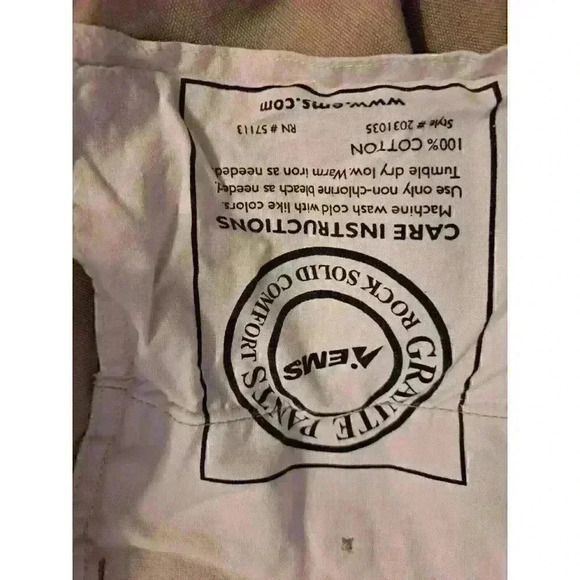 GRANITE PANTS
ROCK SOLID COMFORT
EMS
CARE INSTRUCTIONS
Machine wash cold with like colors.
Use only non-chlorine bleach as needed.
Tumble dry low. Warm iron as needed
100% COTTON
Style # 2031035 RN # 57113
www.ems.com